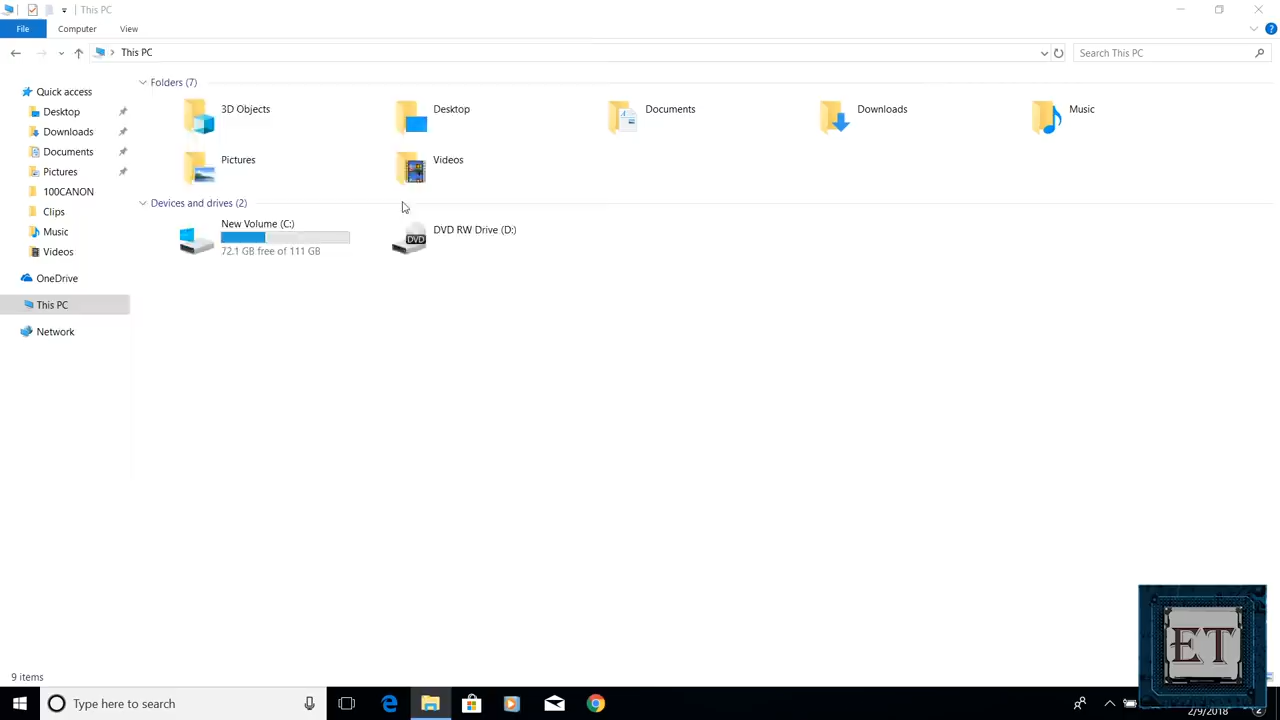 This PC
File Computer View
This PC
Search This PC
Quick access
Desktop
Downloads
Documents
Pictures
100CANON
Clips
Music
Videos
OneDrive
This PC
Network
Folders (7)
3D Objects
Desktop
Documents
Downloads
Music
Pictures
Videos
Devices and drives (2)
New Volume (C:)
72.1 GB free of 111 GB
DVD
DVD RW Drive (D:)
ET
9 items
Type here to search
2/9/2018
2